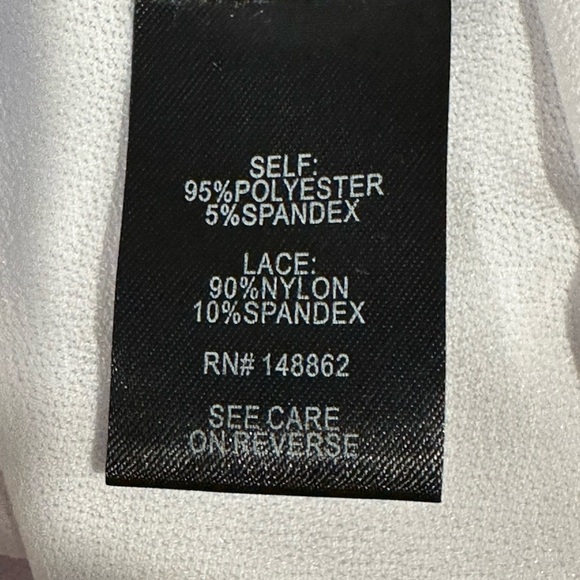 SELF:
95%POLYESTER
5%SPANDEX
LACE:
90%NYLON
10%SPANDEX
RN# 148862
SEE CARE
ON REVERSE